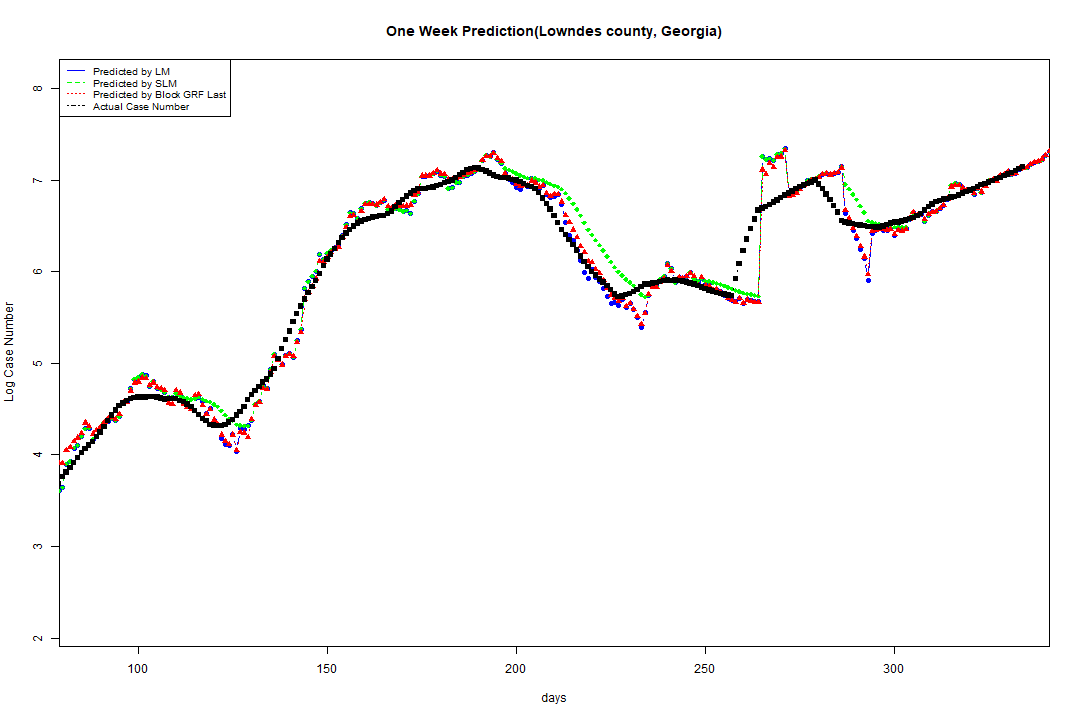 One Week Prediction(Lowndes county, Georgia)
Predicted by LM
Predicted by SLM
Predicted by Block GRF Last
Actual Case Number
8
7
6
5
4
3
2
Log Case Number
100 150 200 250 300
days